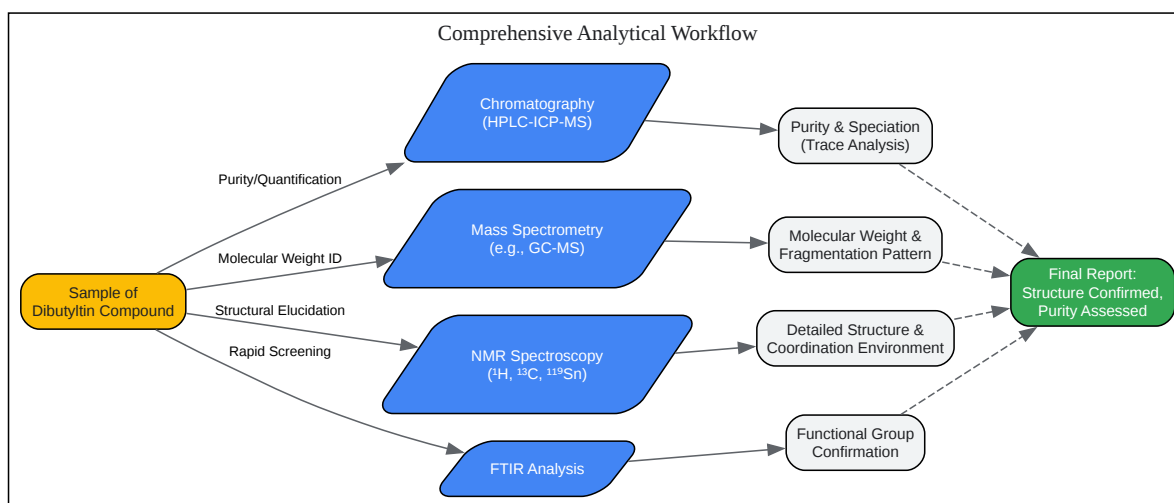 Comprehensive Analytical Workflow
Chromatography
(HPLC-ICP-MS)
Purity & Speciation
(Trace Analysis)
Purity/Quantification
Mass Spectrometry
(e.g., GC-MS)
Molecular Weight &
Fragmentation Pattern
Molecular Weight ID
Sample of
Dibutyltin Compound
Final Report:
Structure Confirmed,
Purity Assessed
Structural Elucidation
NMR Spectroscopy
(¹H, ¹³C, ¹¹⁹Sn)
Detailed Structure &
Coordination Environment
Rapid Screening
FTIR Analysis
Functional Group
Confirmation